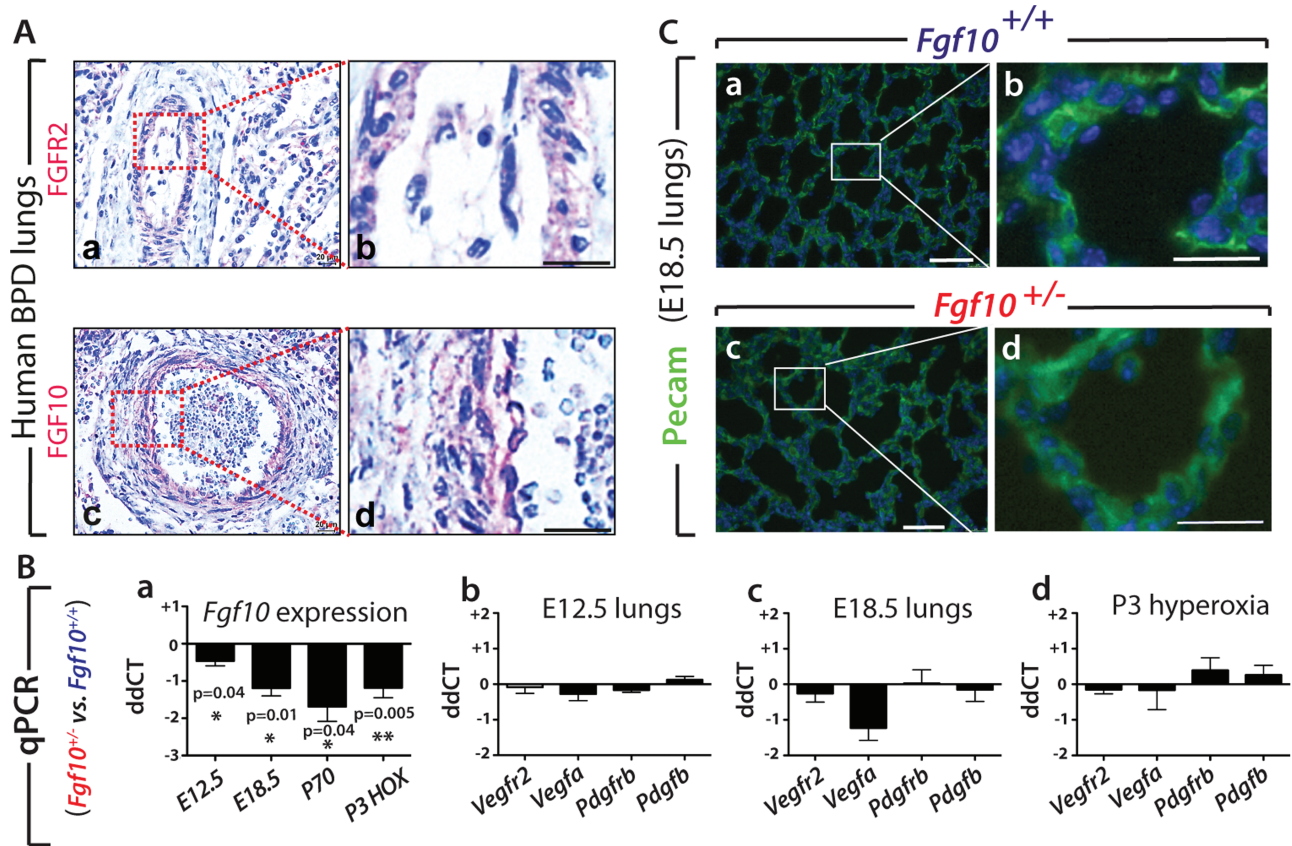 A
Human BPD lungs
FGFR2
a
20 µm
b
FGF10
c
20 µm
d
C
Fgf10+/+
(E18.5 lungs)
Pecam
a
b
Fgf10+/-
c
d
B
qPCR
(Fgf10+/- vs. Fgf10+/+)
a
Fgf10 expression
ddCT
+1
0
-1
-2
-3
p=0.04
*
p=0.01
*
p=0.04
*
p=0.005
**
E12.5
E18.5
P70
P3 HOX
b
E12.5 lungs
ddCT
+2
+1
0
-1
-2
Vegfr2
Vegfa
Pdgfrb
Pdgfb
c
E18.5 lungs
ddCT
+2
+1
0
-1
-2
Vegfr2
Vegfa
Pdgfrb
Pdgfb
d
P3 hyperoxia
ddCT
+2
+1
0
-1
-2
Vegfr2
Vegfa
Pdgfrb
Pdgfb